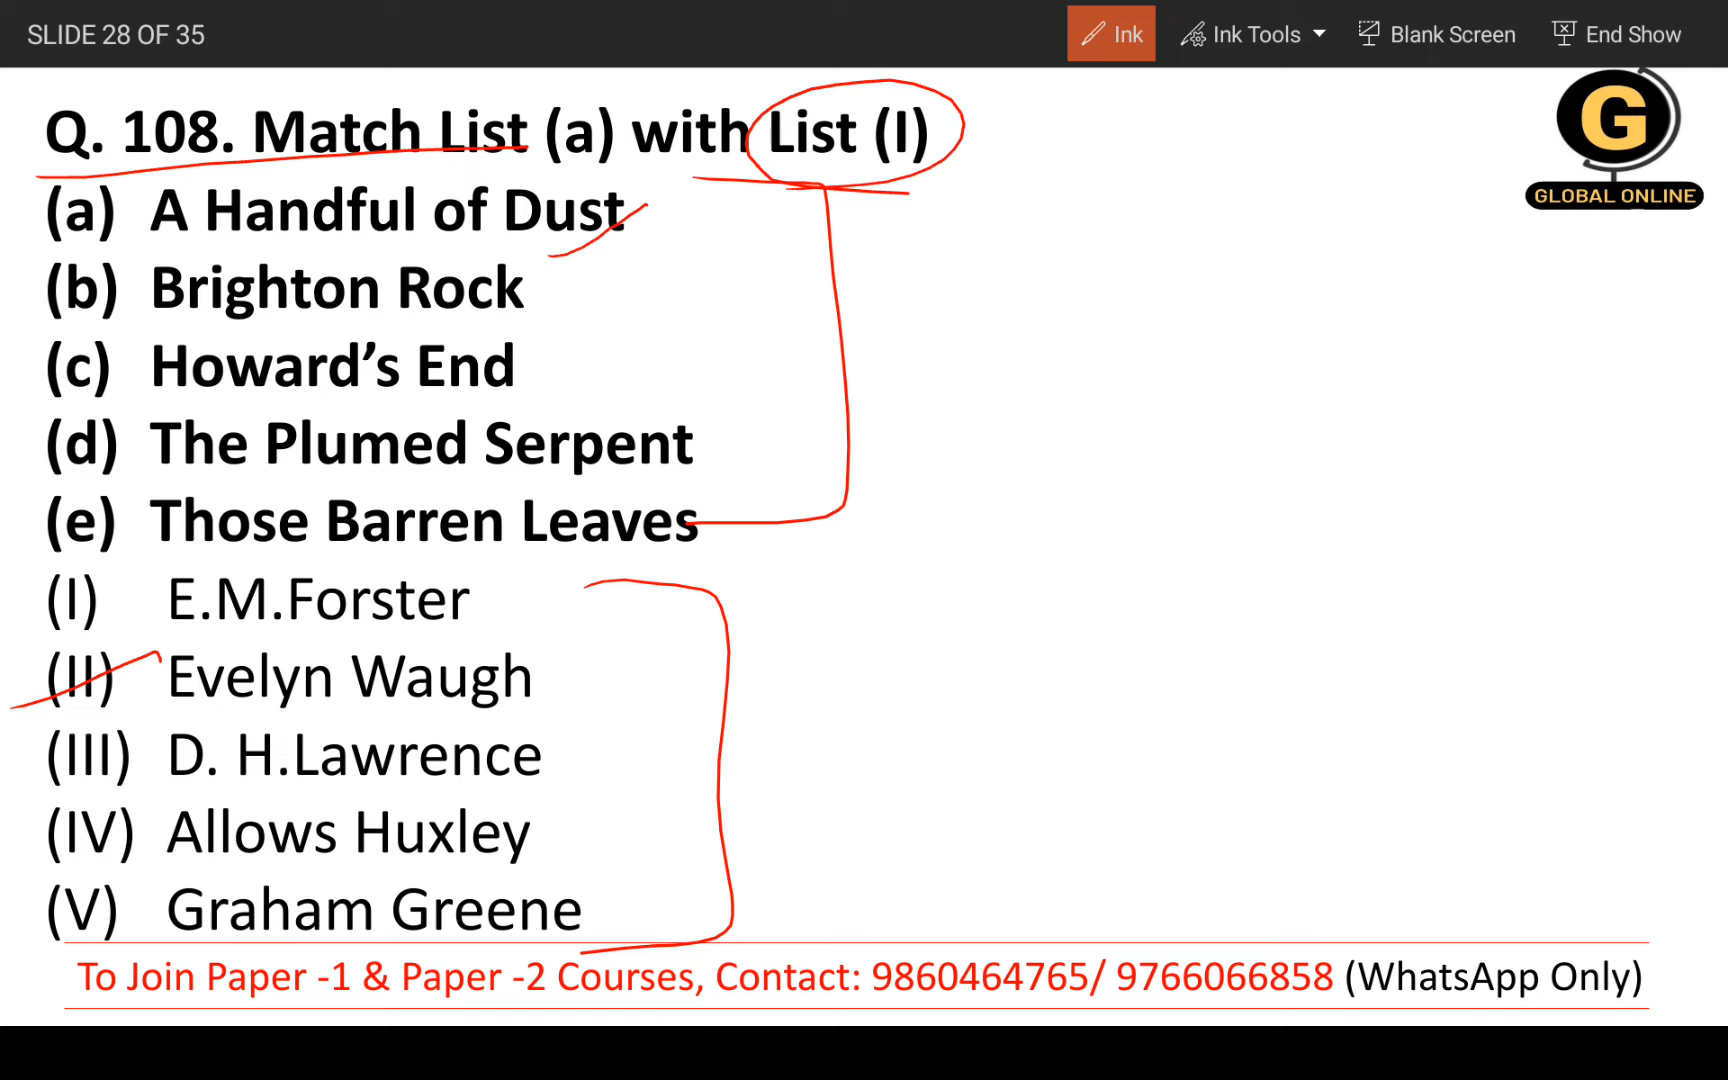 SLIDE 28 OF 35
Ink
Ink Tools
Blank Screen
End Show
G
GLOBAL ONLINE
Q. 108. Match List (a) with List (I)
(a) A Handful of Dust
(b) Brighton Rock
(c) Howard’s End
(d) The Plumed Serpent
(e) Those Barren Leaves
(I) E.M.Forster
(II) Evelyn Waugh
(III) D. H.Lawrence
(IV) Allows Huxley
(V) Graham Greene
To Join Paper -1 & Paper -2 Courses, Contact: 9860464765/ 9766066858 (WhatsApp Only)